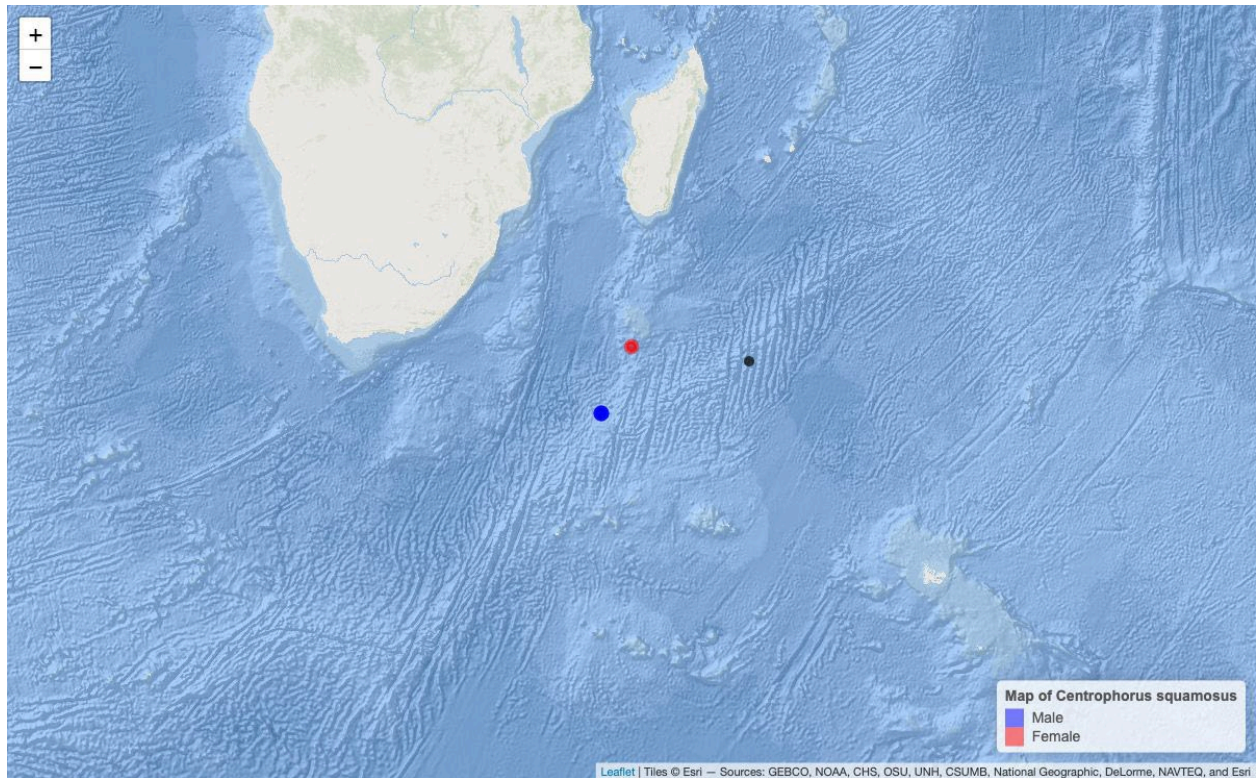 +
−
Map of Centrophorus squamosus
Male
Female
Leaflet | Tiles © Esri — Sources: GEBCO, NOAA, CHS, OSU, UNH, CSUMB, National Geographic, DeLorme, NAVTEQ, and Esri